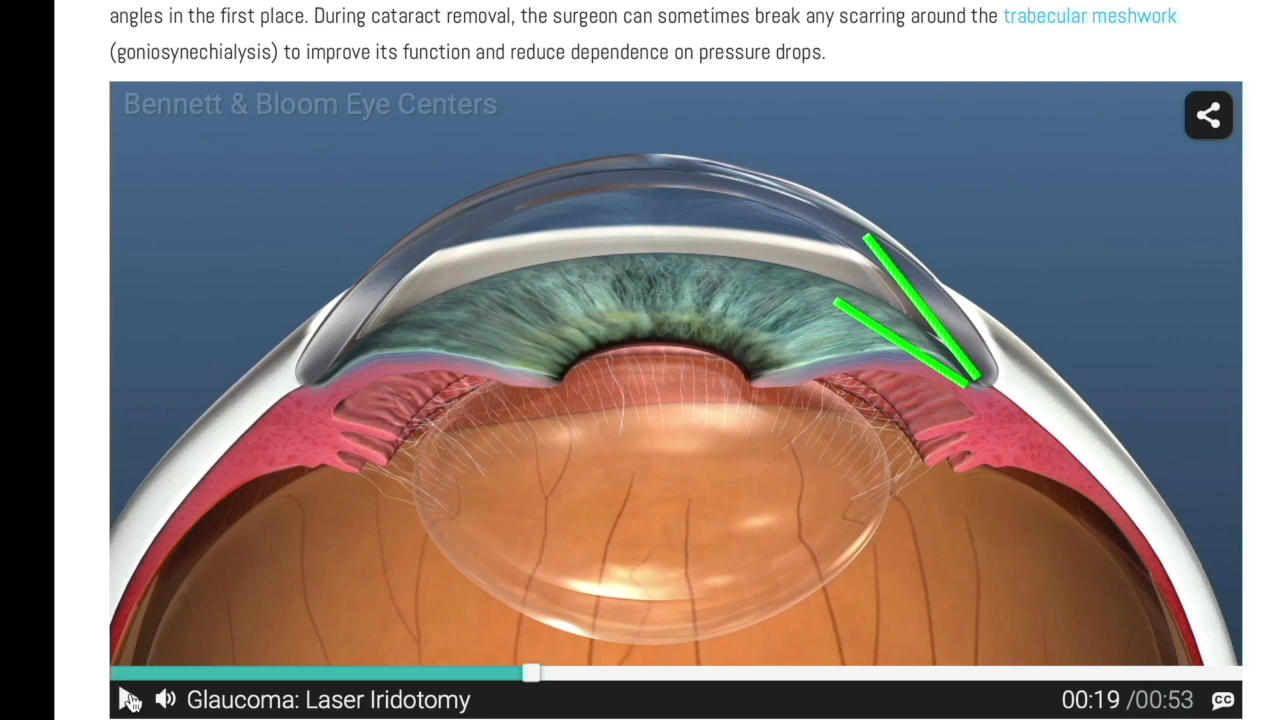 angles in the first place. During cataract removal, the surgeon can sometimes break any scarring around the trabecular meshwork
(goniosynechialysis) to improve its function and reduce dependence on pressure drops.
Bennett & Bloom Eye Centers
Glaucoma: Laser Iridotomy
00:19 /00:53
CC